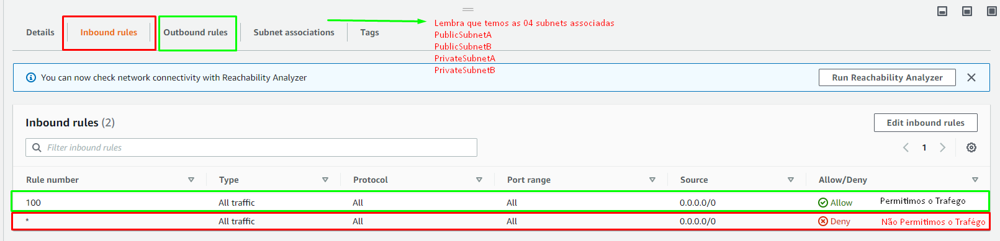 Details
Inbound rules
Outbound rules
Subnet associations
Tags
Lembra que temos as 04 subnets associadas
PublicSubnetA
PublicSubnetB
PrivateSubnetA
PrivateSubnetB
You can now check network connectivity with Reachability Analyzer
Run Reachability Analyzer
Inbound rules (2)
Edit inbound rules
Filter inbound rules
1
Rule number Type Protocol Port range Source Allow/Deny
100 All traffic All All 0.0.0.0/0 Allow Permitimos o Trafego
* All traffic All All 0.0.0.0/0 Deny Não Permitimos o Trafégo